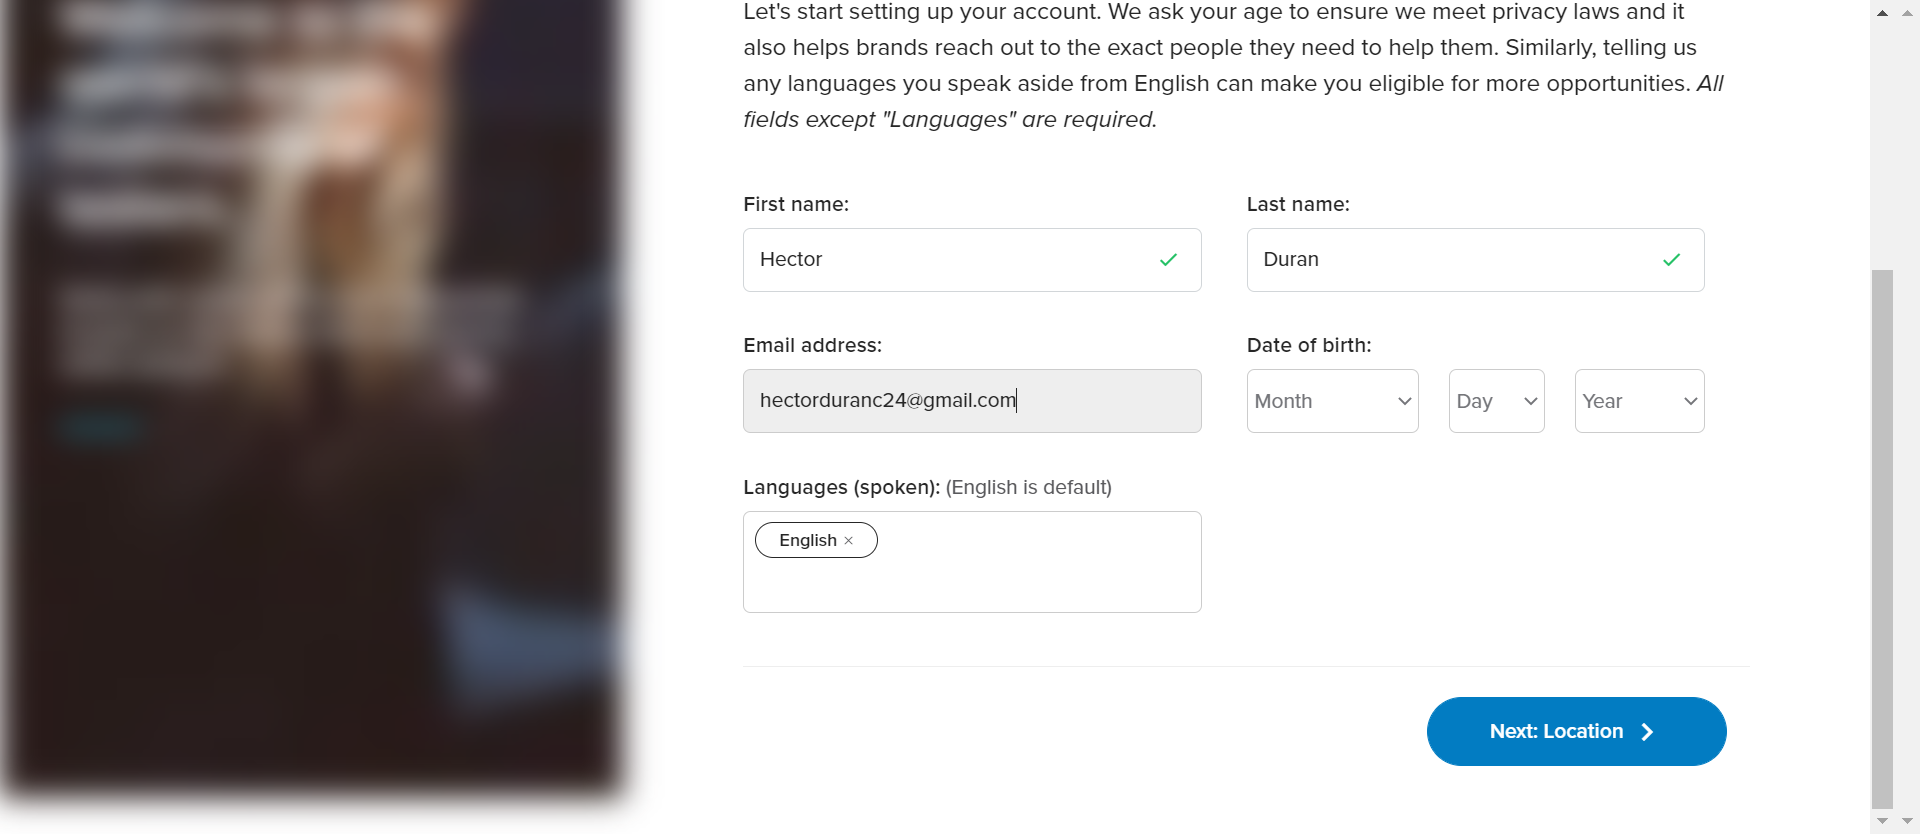 Let's start setting up your account. We ask your age to ensure we meet privacy laws and it
also helps brands reach out to the exact people they need to help them. Similarly, telling us
any languages you speak aside from English can make you eligible for more opportunities. All
fields except "Languages" are required.
First name:
Last name:
Hector
Duran
Email address:
Date of birth:
hectorduranc24@gmail.com
Month
Day
Year
Languages (spoken): (English is default)
English ×
Next: Location